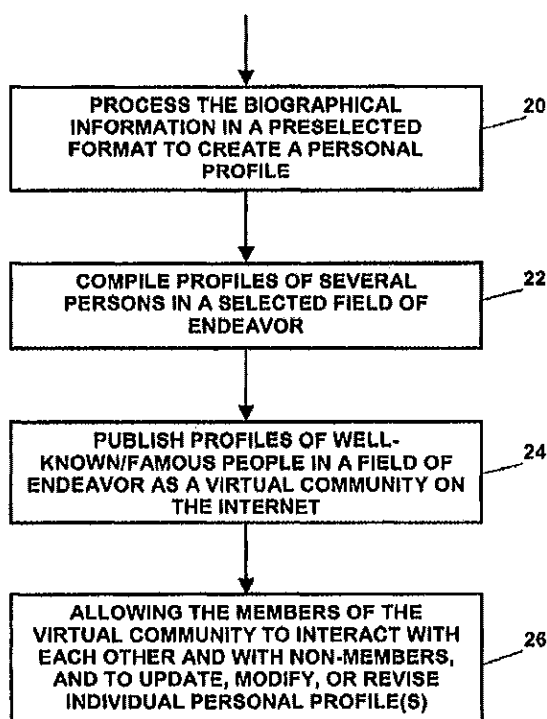 PROCESS THE BIOGRAPHICAL
INFORMATION IN A PRESELECTED
FORMAT TO CREATE A PERSONAL
PROFILE
20
COMPILE PROFILES OF SEVERAL
PERSONS IN A SELECTED FIELD OF
ENDEAVOR
22
PUBLISH PROFILES OF WELL-
KNOWN/FAMOUS PEOPLE IN A FIELD OF
ENDEAVOR AS A VIRTUAL COMMUNITY ON
THE INTERNET
24
ALLOWING THE MEMBERS OF THE
VIRTUAL COMMUNITY TO INTERACT WITH
EACH OTHER AND WITH NON-MEMBERS,
AND TO UPDATE, MODIFY, OR REVISE
INDIVIDUAL PERSONAL PROFILE(S)
26